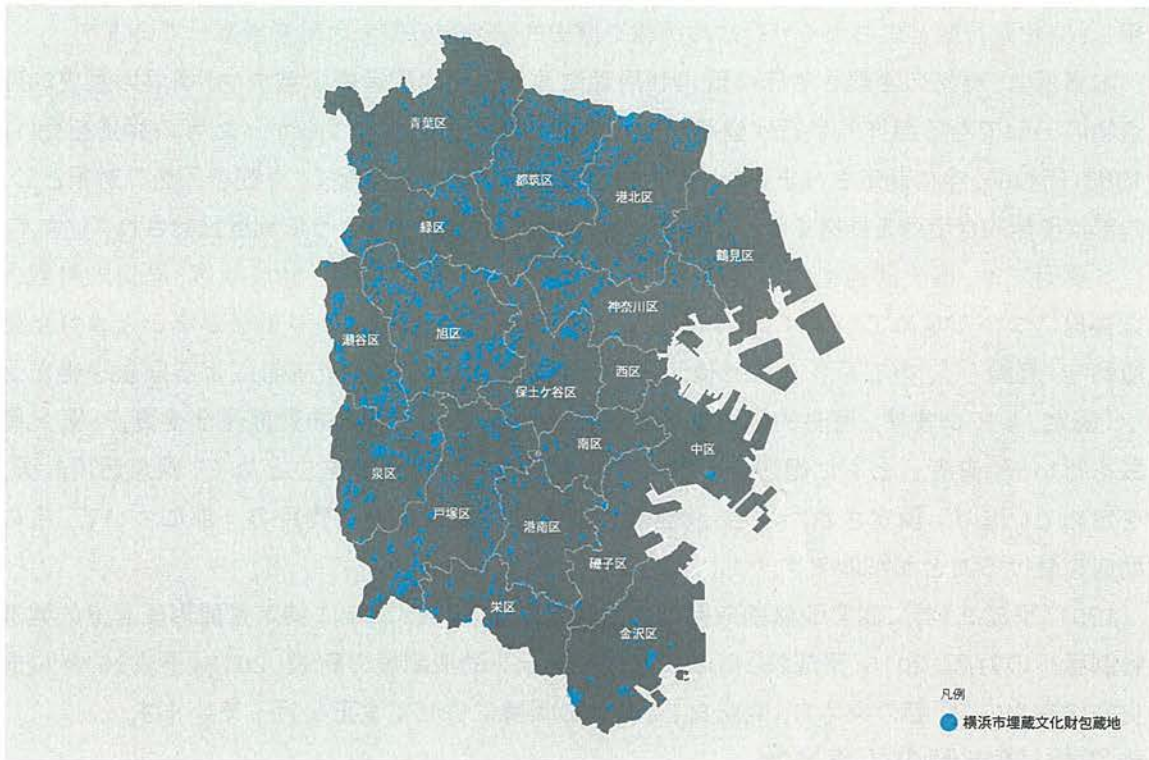 青葉区
都筑区
港北区
緑区
鶴見区
神奈川区
旭区
瀬谷区
西区
保土ケ谷区
南区
中区
泉区
戸塚区
港南区
磯子区
栄区
金沢区
凡例
横浜市埋蔵文化財包蔵地